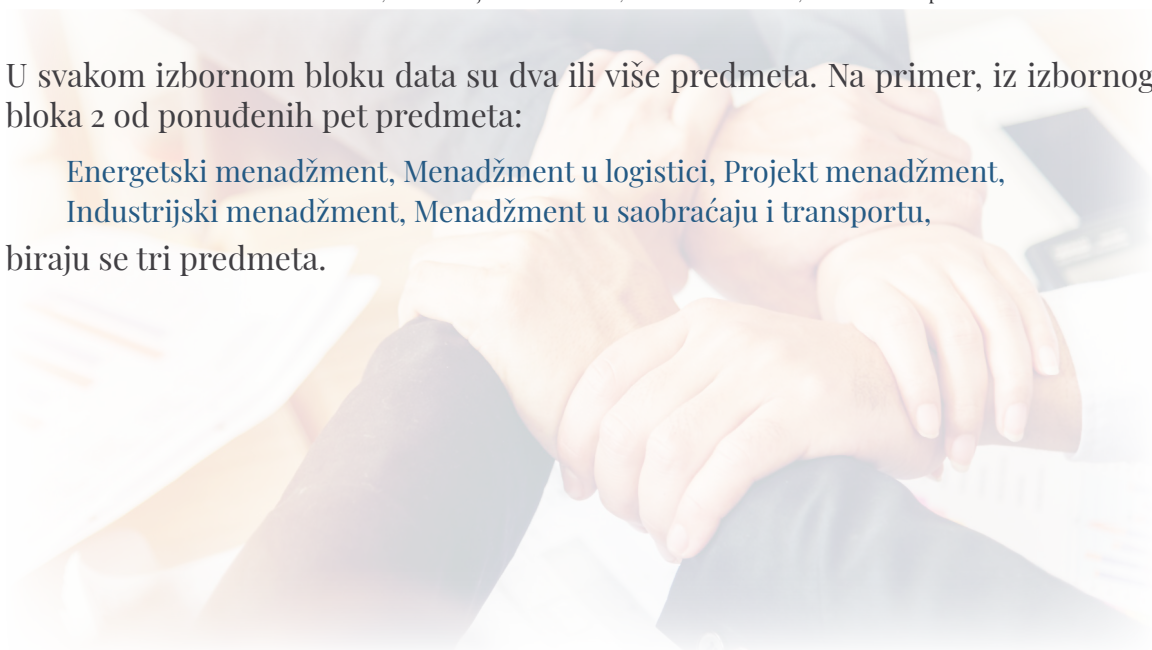 U svakom izbornom bloku data su dva ili više predmeta. Na primer, iz izbornog
bloka 2 od ponuđenih pet predmeta:
Energetski menadžment, Menadžment u logistici, Projekt menadžment,
Industrijski menadžment, Menadžment u saobraćaju i transportu,
biraju se tri predmeta.